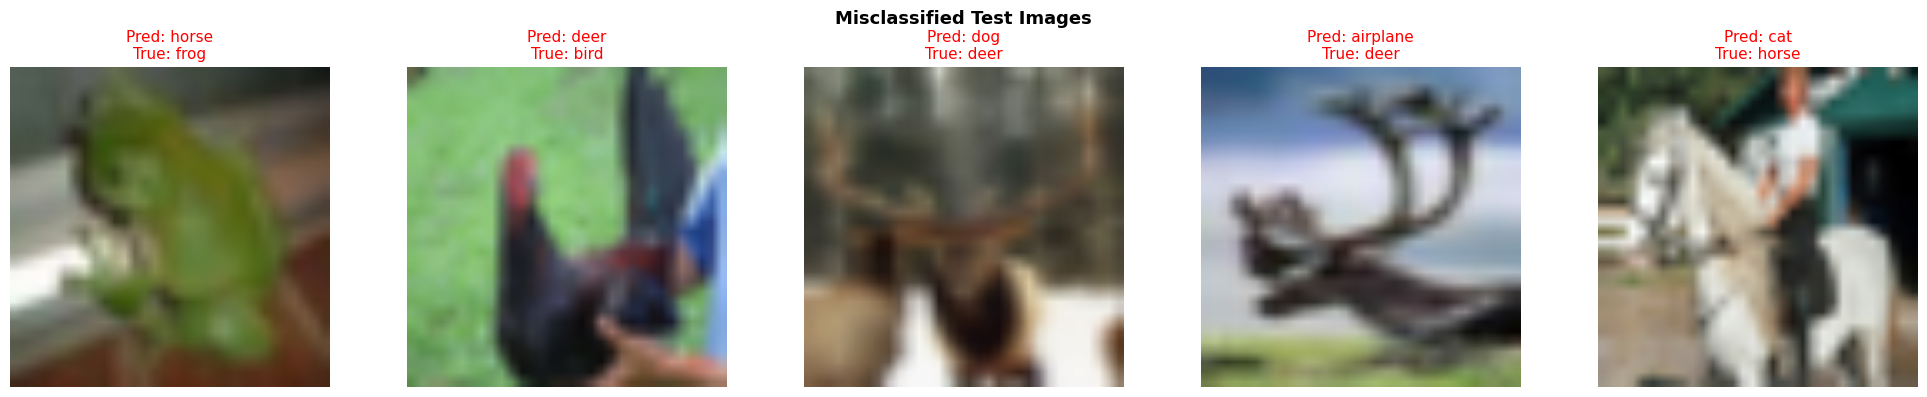 Misclassified Test Images
Pred: horse
True: frog
Pred: deer
True: bird
Pred: dog
True: deer
Pred: airplane
True: deer
Pred: cat
True: horse